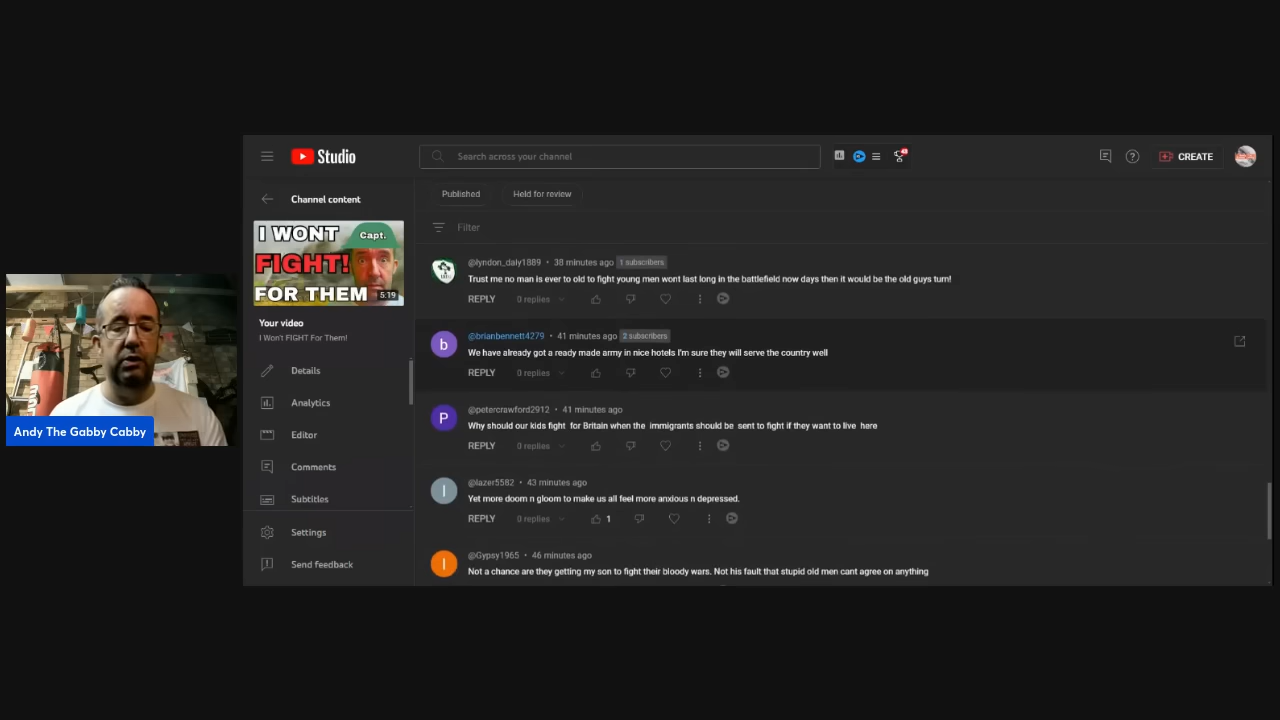 Studio
Search across your channel
CREATE
Channel content
Published
Held for review
I WONT
Capt.
FIGHT!
FOR THEM
5:19
Filter
@lyndon_daly1889 • 38 minutes ago 1 subscribers
Trust me no man is ever to old to fight young men wont last long in the battlefield now days then it would be the old guys turn!
REPLY 0 replies
Your video
I Won't FIGHT For Them!
@brianbennett4279 • 41 minutes ago 2 subscribers
We have already got a ready made army in nice hotels I'm sure they will serve the country well
REPLY 0 replies
Details
Analytics
Editor
Comments
Subtitles
Settings
Send feedback
@petercrawford2912 • 41 minutes ago
Why should our kids fight for Britain when the immigrants should be sent to fight if they want to live here
REPLY 0 replies
@lazer5582 • 43 minutes ago
Yet more doom n gloom to make us all feel more anxious n depressed.
REPLY 0 replies 1
@Gypsy1965 • 46 minutes ago
Not a chance are they getting my son to fight their bloody wars. Not his fault that stupid old men cant agree on anything
Andy The Gabby Cabby